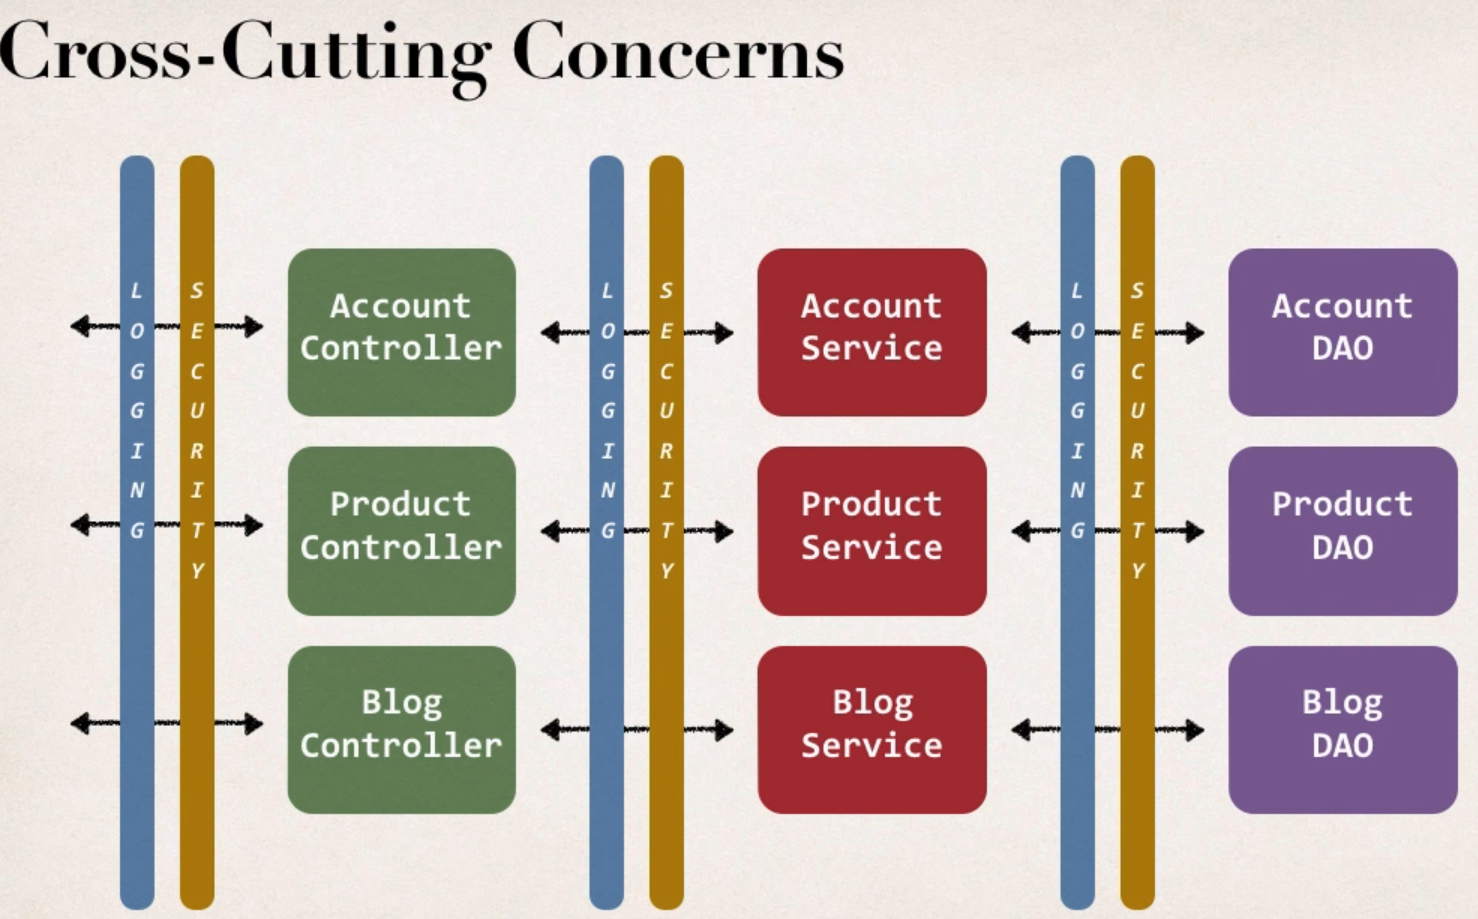 Cross-Cutting Concerns
LOGGING
SECURITY
Account
Controller
Product
Controller
Blog
Controller
LOGGING
SECURITY
Account
Service
Product
Service
Blog
Service
LOGGING
SECURITY
Account
DAO
Product
DAO
Blog
DAO